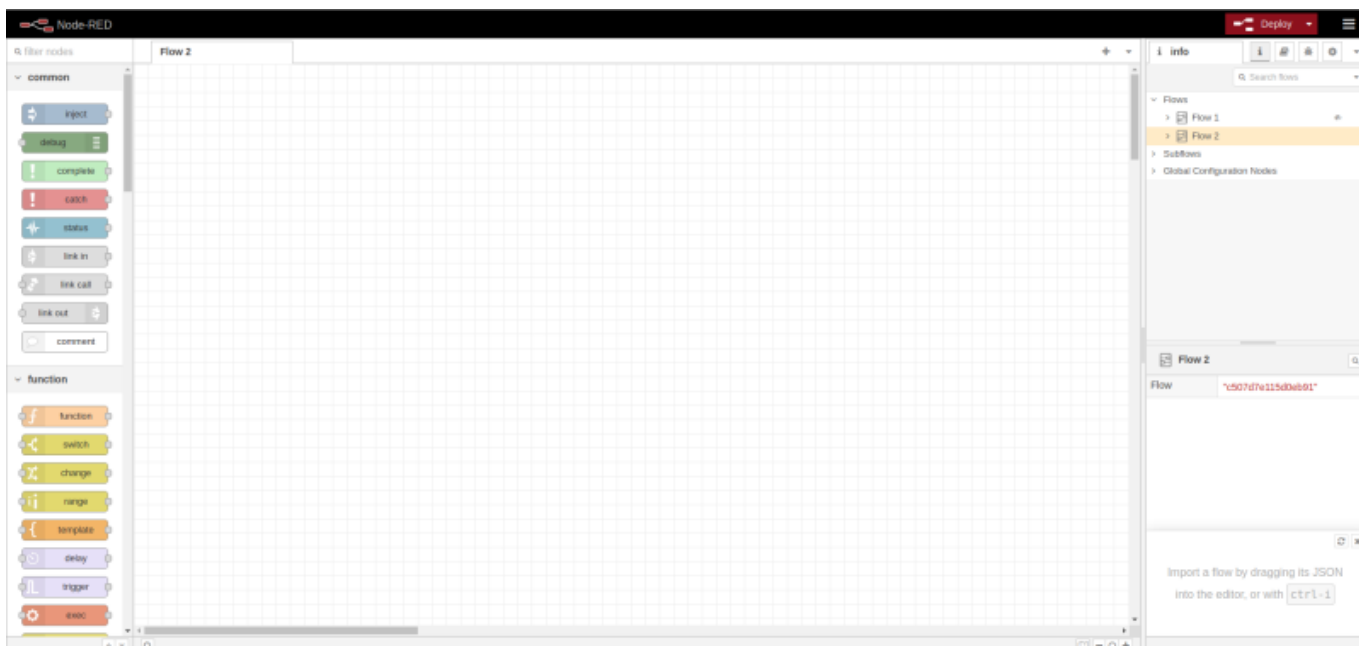 Node-RED
Deploy
filter nodes
Flow 2
info
common
Search flows
inject
debug
complete
catch
status
link in
link call
link out
comment
function
function
switch
change
range
template
delay
trigger
exec
Flows
Flow 1
Flow 2
Subflows
Global Configuration Nodes
Flow 2
Flow
"c507d7e115d0eb91"
Import a flow by dragging its JSON
into the editor, or with ctrl-i